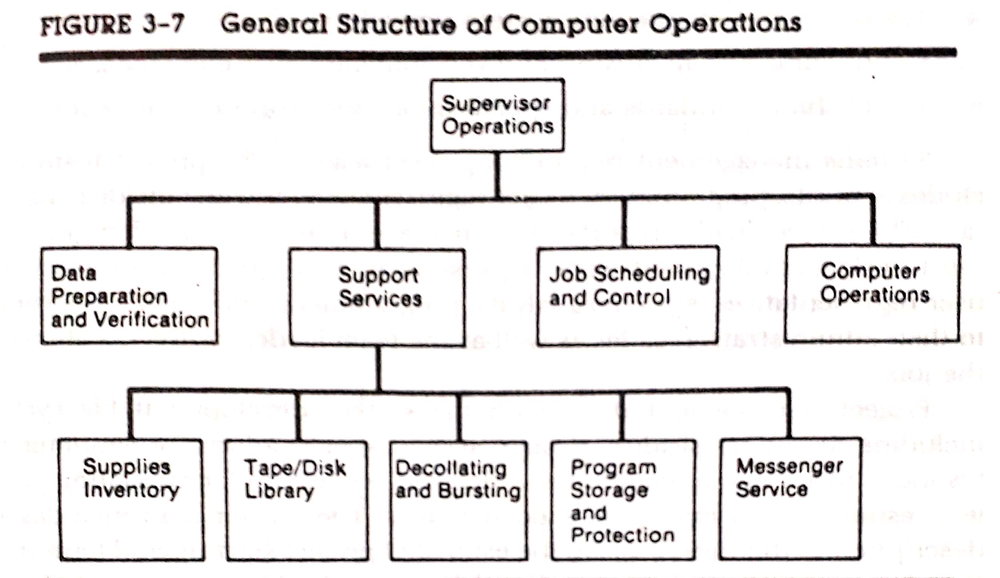 FIGURE 3-7 General Structure of Computer Operations
Supervisor
Operations
Data
Preparation
and Verification
Support
Services
Job Scheduling
and Control
Computer
Operations
Supplies
Inventory
Tape/Disk
Library
Decollating
and Bursting
Program
Storage
and
Protection
Messenger
Service